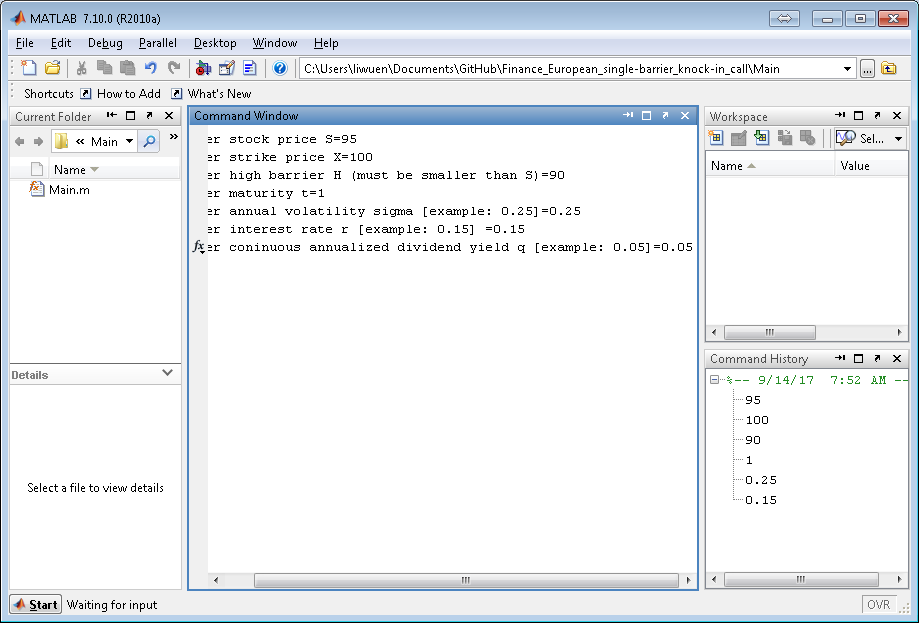 MATLAB 7.10.0 (R2010a)
File Edit Debug Parallel Desktop Window Help
C:\Users\liwuen\Documents\GitHub\Finance_European_single-barrier_knock-in_call\Main
Shortcuts How to Add What's New
Current Folder
« Main
»
Name
Main.m
Details
Select a file to view details
Command Window
er stock price S=95
er strike price X=100
er high barrier H (must be smaller than S)=90
er maturity t=1
er annual volatility sigma [example: 0.25]=0.25
er interest rate r [example: 0.15] =0.15
fx er coninuous annualized dividend yield q [example: 0.05]=0.05
Workspace
Sel...
Name Value
Command History
%-- 9/14/17 7:52 AM --
95
100
90
1
0.25
0.15
Start Waiting for input
OVR